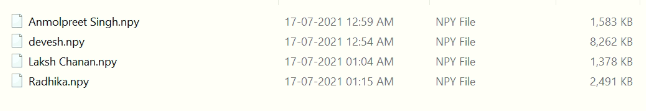 Anmolpreet Singh.npy 17-07-2021 12:59 AM NPY File 1,583 KB
devesh.npy 17-07-2021 12:54 AM NPY File 8,262 KB
Laksh Chanan.npy 17-07-2021 01:04 AM NPY File 1,378 KB
Radhika.npy 17-07-2021 01:15 AM NPY File 2,491 KB